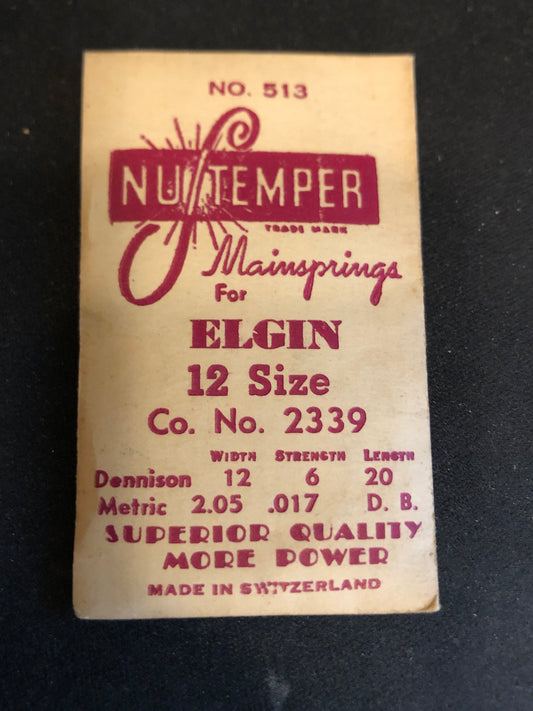 NO. 513
NU TEMPER
TRADE MARK
Mainsprings
For
ELGIN
12 Size
Co. No. 2339
WIDTH STRENGTH LENGTH
Dennison 12 6 20
Metric 2.05 .017 D. B.
SUPERIOR QUALITY
MORE POWER
MADE IN SWITZERLAND